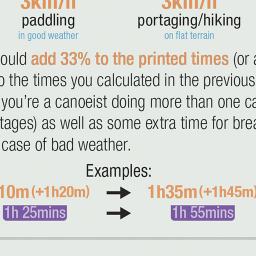 3km/h 3km/h
paddling portaging/hiking
in good weather on flat terrain
ould add 33% to the printed times (or a
o the times you calculated in the previous
you're a canoeist doing more than one ca
tages) as well as some extra time for brea
case of bad weather.
Examples:
10m (+1h20m) → 1h35m (+1h45m)
1h 25mins → 1h 55mins